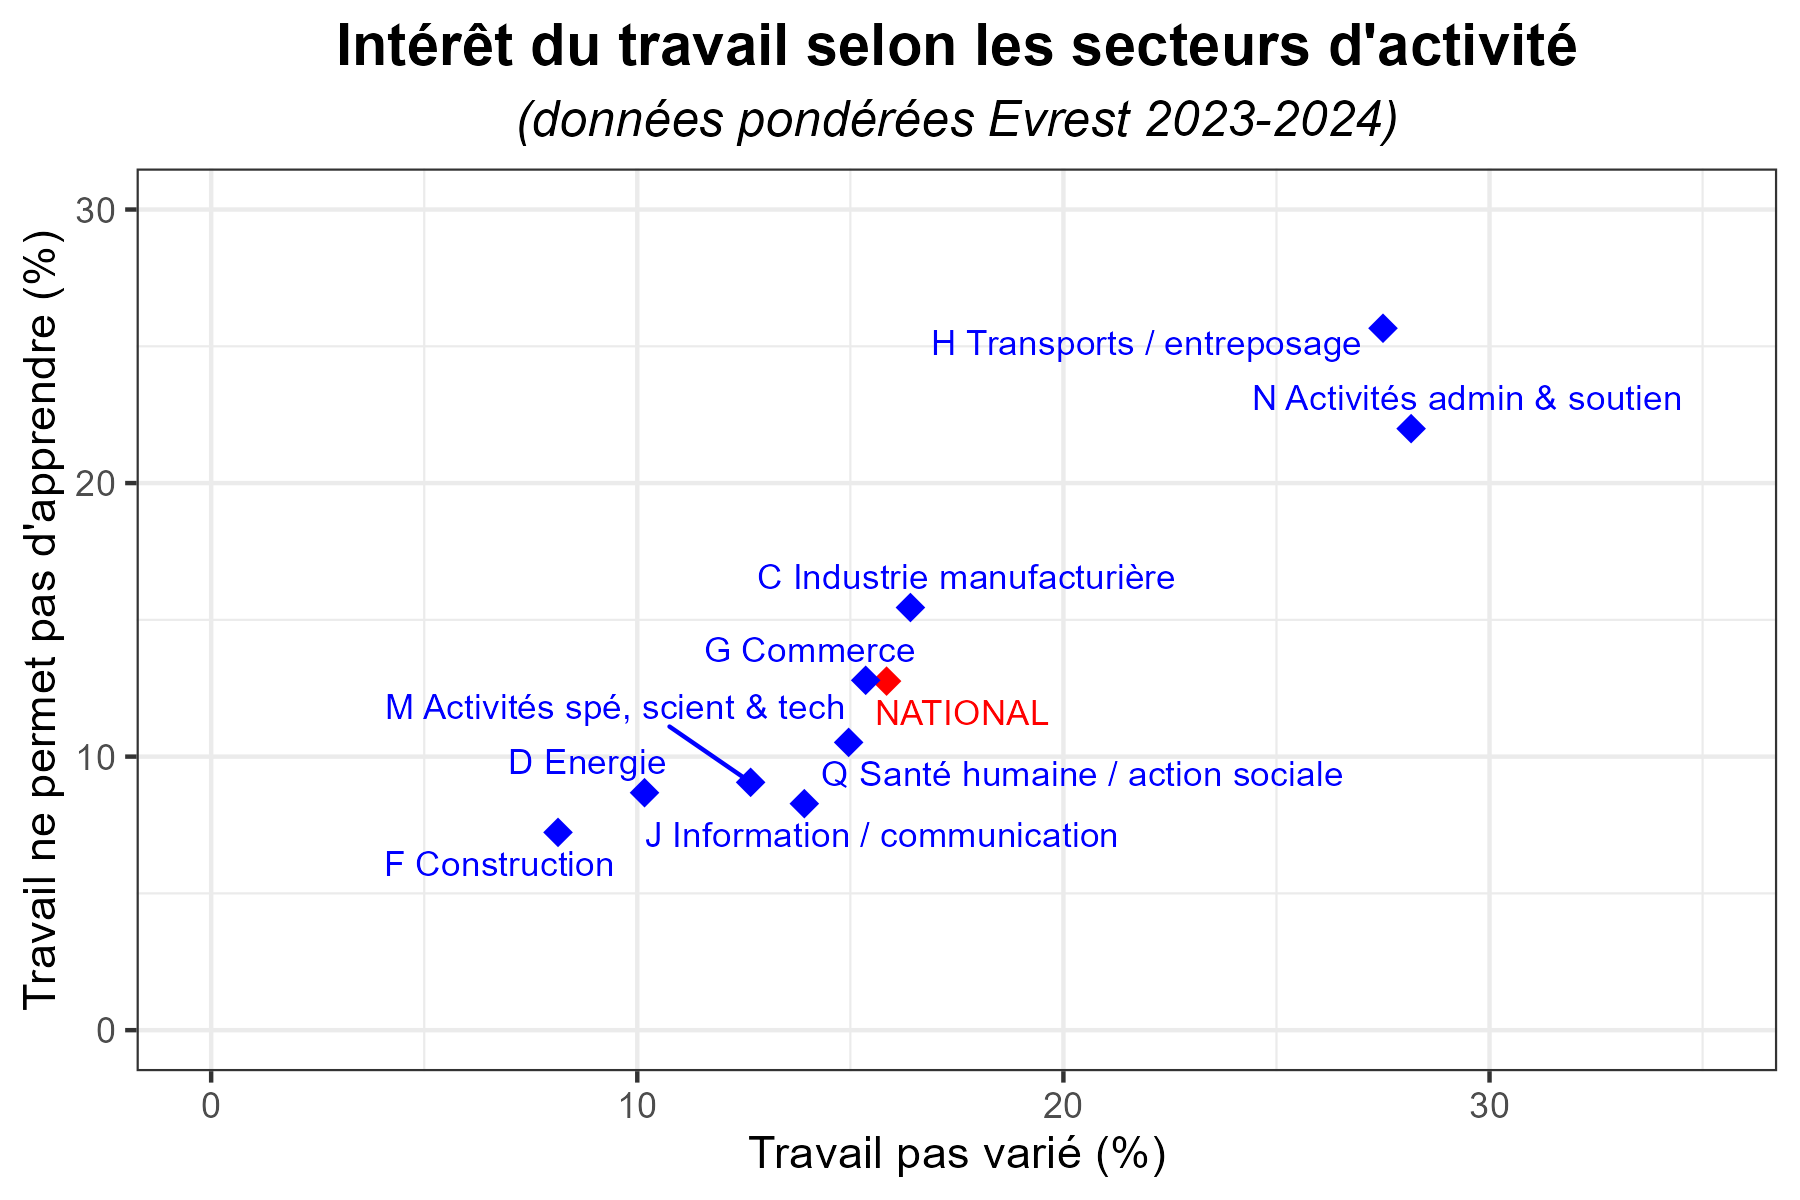 Intérêt du travail selon les secteurs d'activité
(données pondérées Evrest 2023-2024)
Travail ne permet pas d'apprendre (%)
30
20
10
0
H Transports / entreposage
N Activités admin & soutien
C Industrie manufacturière
G Commerce
M Activités spé, scient & tech
NATIONAL
D Energie
Q Santé humaine / action sociale
J Information / communication
F Construction
0
10
20
30
Travail pas varié (%)